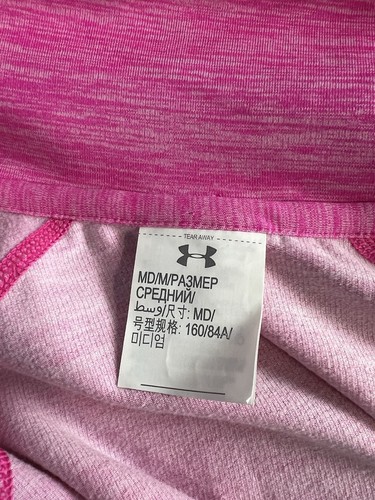 TEAR AWAY
MD/M/РАЗМЕР
СРЕДНИЙ/
وسط/尺寸: MD/
号型规格: 160/84A/
미디엄